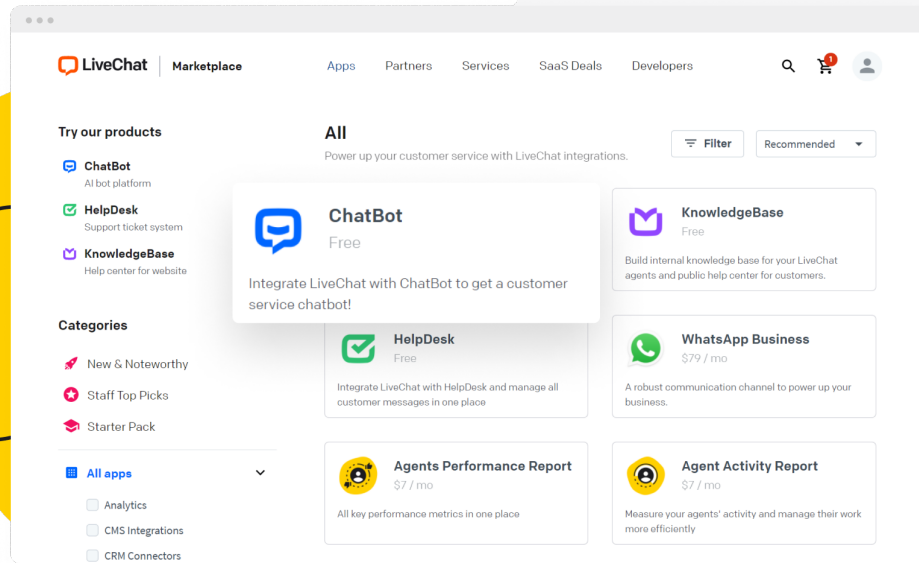 LiveChat Marketplace Apps Partners Services SaaS Deals Developers 1
Try our products
ChatBot
AI bot platform
HelpDesk
Support ticket system
KnowledgeBase
Help center for website
Categories
New & Noteworthy
Staff Top Picks
Starter Pack
All apps
Analytics
CMS Integrations
CRM Connectors
All
Power up your customer service with LiveChat integrations.
Filter
Recommended
ChatBot
Free
Integrate LiveChat with ChatBot to get a customer
service chatbot!
KnowledgeBase
Free
Build internal knowledge base for your LiveChat
agents and public help center for customers.
HelpDesk
Free
Integrate LiveChat with HelpDesk and manage all
customer messages in one place
WhatsApp Business
$79 / mo
A robust communication channel to power up your
business.
Agents Performance Report
$7 / mo
All key performance metrics in one place
Agent Activity Report
$7 / mo
Measure your agents' activity and manage their work
more efficiently